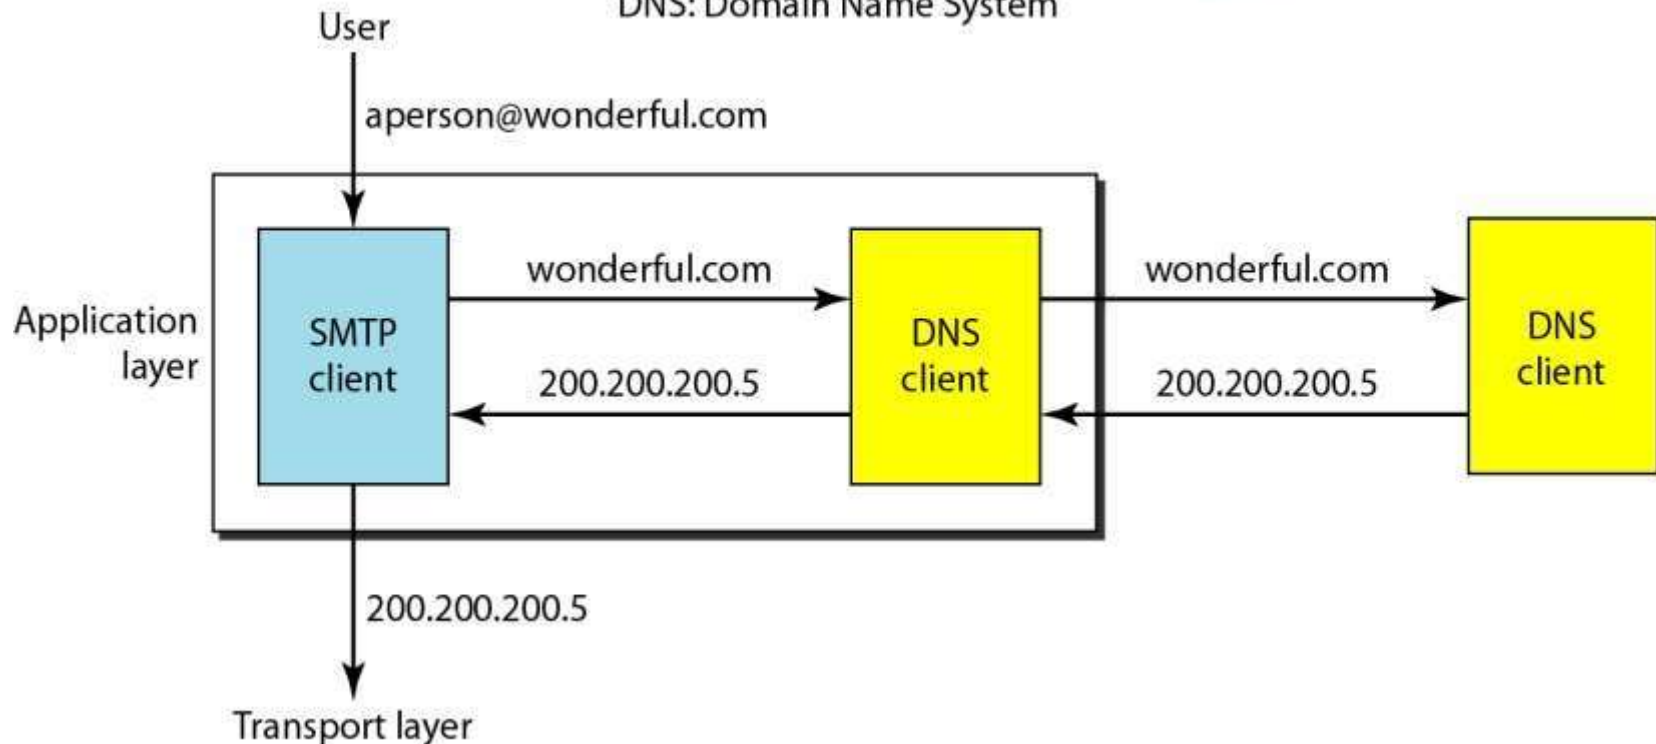 DNS: Domain Name System
User
aperson@wonderful.com
Application
layer
SMTP
client
wonderful.com
200.200.200.5
DNS
client
wonderful.com
200.200.200.5
DNS
client
200.200.200.5
Transport layer